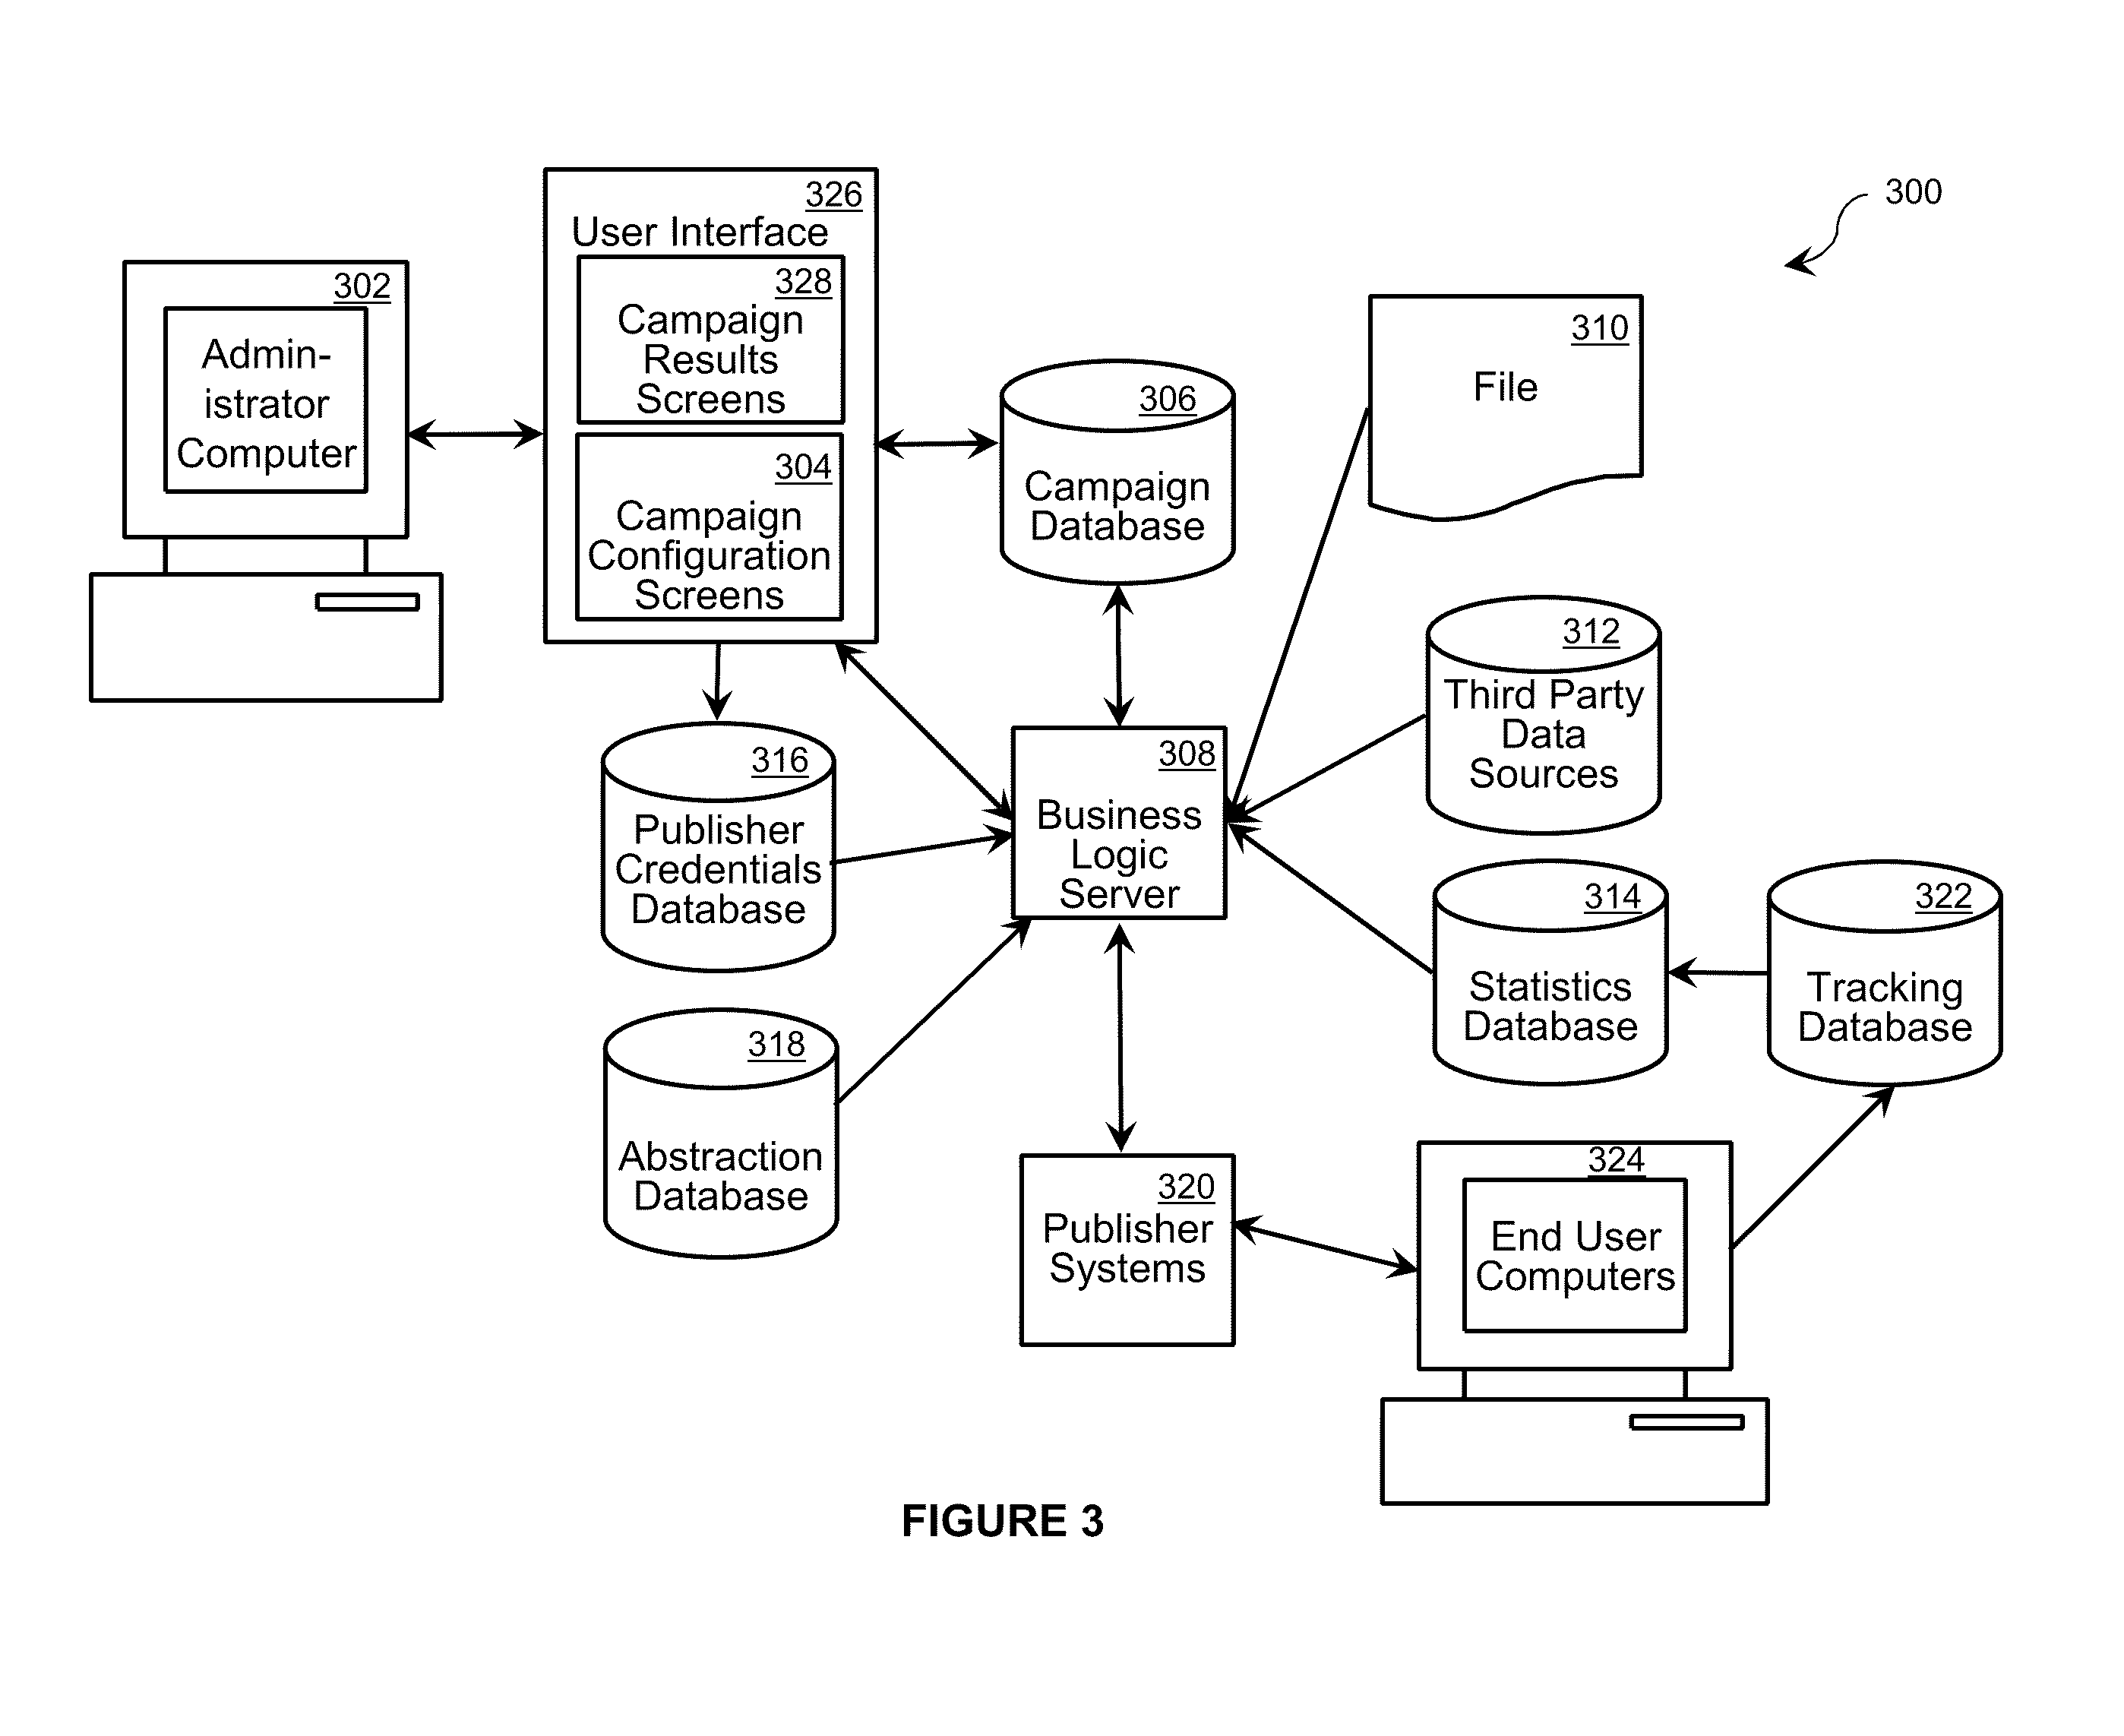 300
302
Admin-
istrator
Computer
326
User Interface
328
Campaign
Results
Screens
304
Campaign
Configuration
Screens
306
Campaign
Database
310
File
312
Third Party
Data
Sources
316
Publisher
Credentials
Database
308
Business
Logic
Server
314
Statistics
Database
322
Tracking
Database
318
Abstraction
Database
320
Publisher
Systems
324
End User
Computers
FIGURE 3